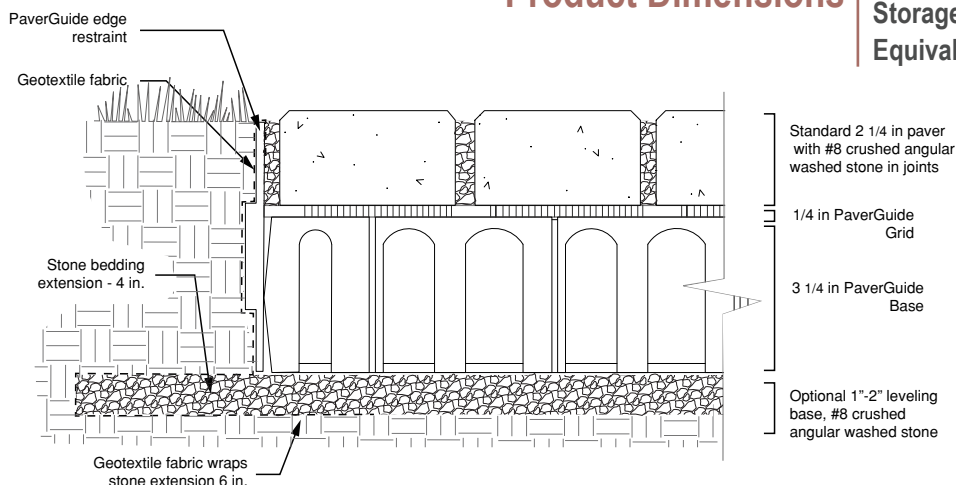 Product Dimensions
Storage
Equival
PaverGuide edge
restraint
Geotextile fabric
Stone bedding
extension - 4 in.
Geotextile fabric wraps
stone extension 6 in.
Standard 2 1/4 in paver
with #8 crushed angular
washed stone in joints
1/4 in PaverGuide
Grid
3 1/4 in PaverGuide
Base
Optional 1”-2” leveling
base, #8 crushed
angular washed stone